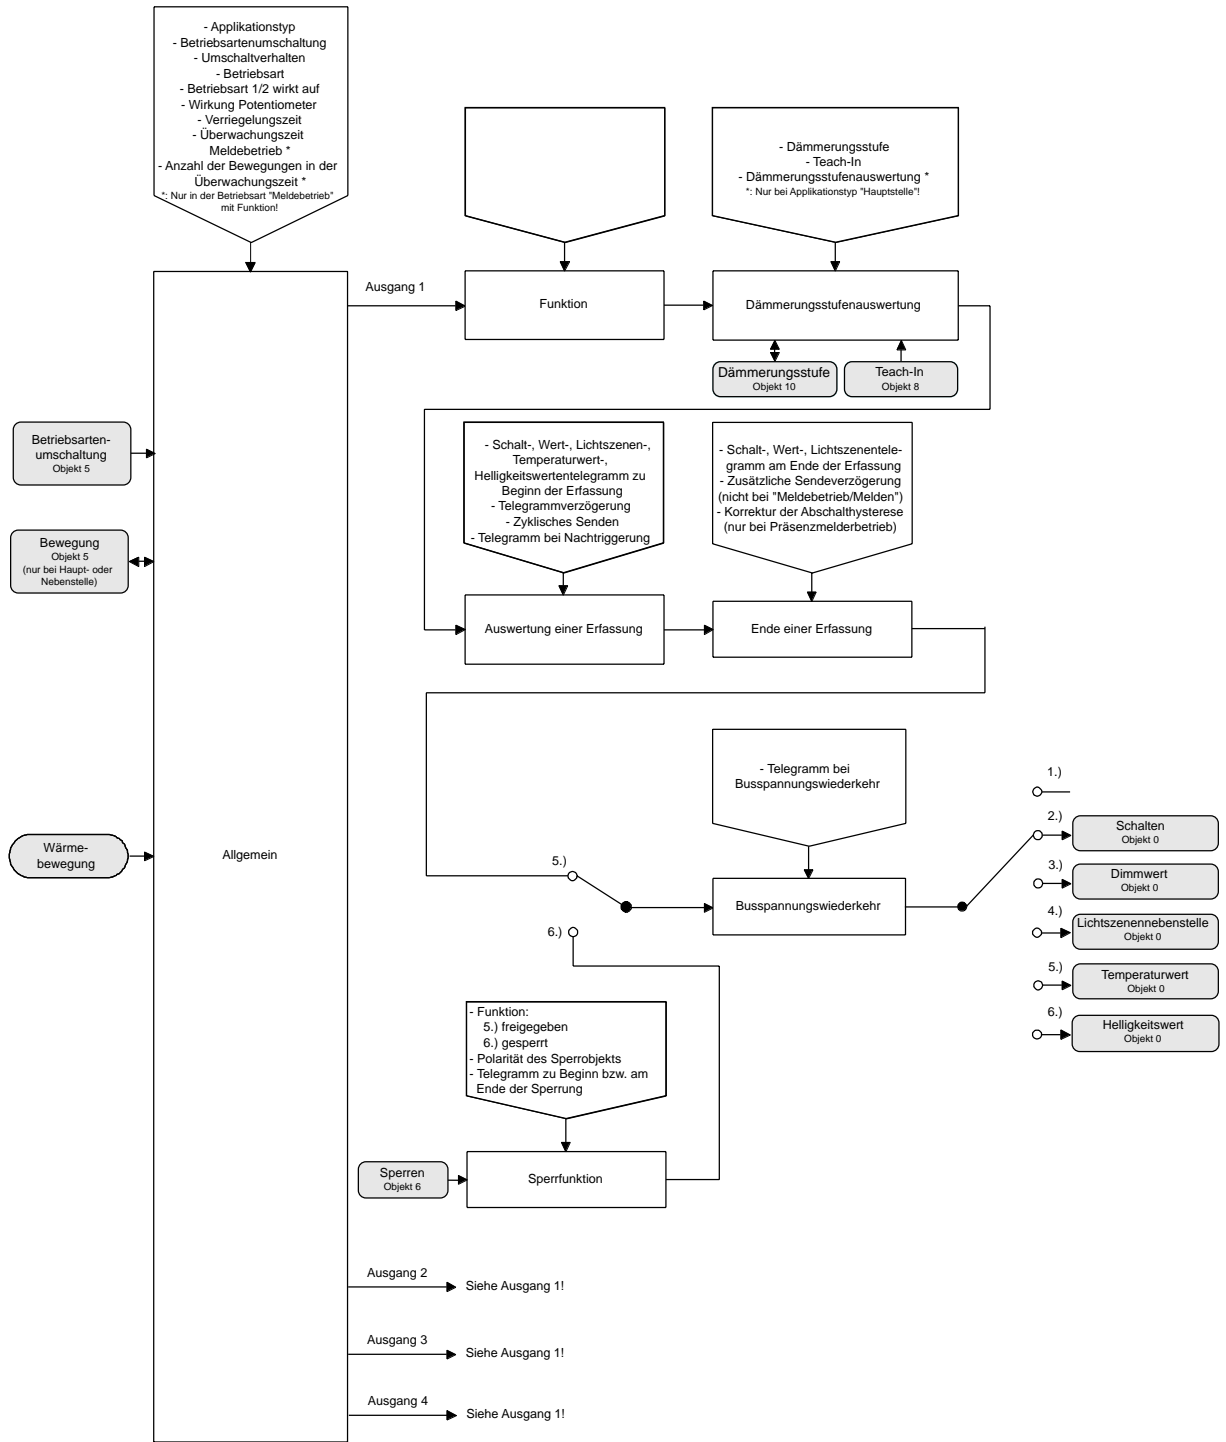 - Applikationstyp
- Betriebsartenumschaltung
- Umschaltverhalten
- Betriebsart
- Betriebsart 1/2 wirkt auf
- Wirkung Potentiometer
- Verriegelungszeit
- Überwachungszeit
Meldebetrieb *
- Anzahl der Bewegungen in der
Überwachungszeit *
*: Nur in der Betriebsart "Meldebetrieb"
mit Funktion!
- Dämmerungsstufe
- Teach-In
- Dämmerungsstufenauswertung *
*: Nur bei Applikationstyp "Hauptstelle"!
Ausgang 1
Funktion
Dämmerungsstufenauswertung
Dämmerungsstufe
Objekt 10
Teach-In
Objekt 8
Betriebsarten-
umschaltung
Objekt 5
- Schalt-, Wert-, Lichtszenen-,
Temperaturwert-,
Helligkeitswertentelegramm zu
Beginn der Erfassung
- Telegrammverzögerung
- Zyklisches Senden
- Telegramm bei Nachtriggerung
- Schalt-, Wert-, Lichtszenentele-
gramm am Ende der Erfassung
- Zusätzliche Sendeverzögerung
(nicht bei "Meldebetrieb/Melden")
- Korrektur der Abschalthysterese
(nur bei Präsenzmelderbetrieb)
Bewegung
Objekt 5
(nur bei Haupt- oder
Nebenstelle)
Auswertung einer Erfassung
Ende einer Erfassung
- Telegramm bei
Busspannungswiederkehr
1.)
2.)
Schalten
Objekt 0
Wärme-
bewegung
Allgemein
5.)
3.)
Dimmwert
Objekt 0
Busspannungswiederkehr
4.)
Lichtszenennebenstelle
Objekt 0
6.)
5.)
Temperaturwert
Objekt 0
6.)
Helligkeitswert
Objekt 0
- Funktion:
5.) freigegeben
6.) gesperrt
- Polarität des Sperrobjekts
- Telegramm zu Beginn bzw. am
Ende der Sperrung
Sperren
Objekt 6
Sperrfunktion
Ausgang 2
Siehe Ausgang 1!
Ausgang 3
Siehe Ausgang 1!
Ausgang 4
Siehe Ausgang 1!